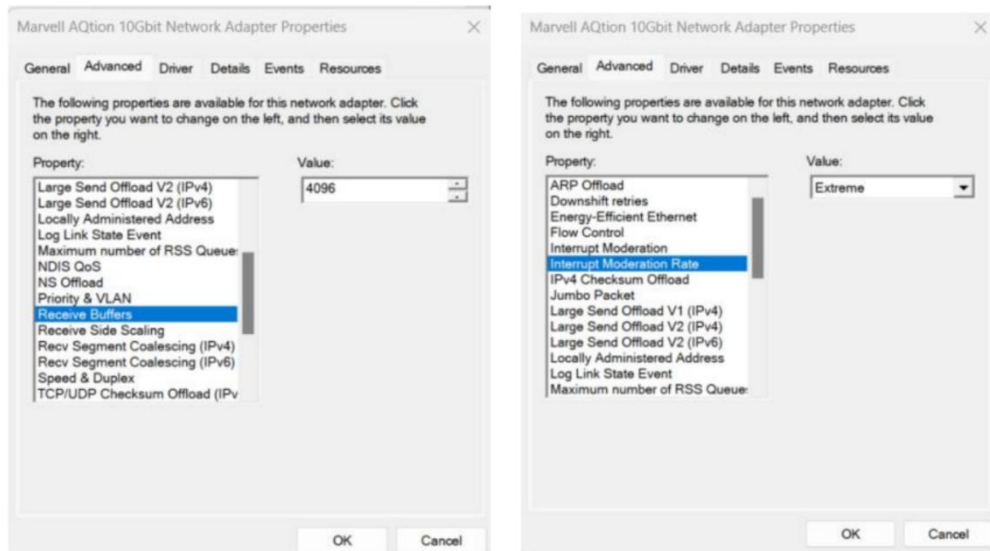 Marvell AQtion 10Gbit Network Adapter Properties
General Advanced Driver Details Events Resources
The following properties are available for this network adapter. Click
the property you want to change on the left, and then select its value
on the right.
Property:
Value:
Large Send Offload V2 (IPv4)
Large Send Offload V2 (IPv6)
Locally Administered Address
Log Link State Event
Maximum number of RSS Queue
NDIS QoS
NS Offload
Priority & VLAN
Receive Buffers
Receive Side Scaling
Recv Segment Coalescing (IPv4)
Recv Segment Coalescing (IPv6)
Speed & Duplex
TCP/UDP Checksum Offload (IPv
4096
OK
Cancel
Marvell AQtion 10Gbit Network Adapter Properties
General Advanced Driver Details Events Resources
The following properties are available for this network adapter. Click
the property you want to change on the left, and then select its value
on the right.
Property:
Value:
ARP Offload
Downshift retries
Energy-Efficient Ethernet
Flow Control
Interrupt Moderation
Interrupt Moderation Rate
IPv4 Checksum Offload
Jumbo Packet
Large Send Offload V1 (IPv4)
Large Send Offload V2 (IPv4)
Large Send Offload V2 (IPv6)
Locally Administered Address
Log Link State Event
Maximum number of RSS Queue
Extreme
OK
Cancel